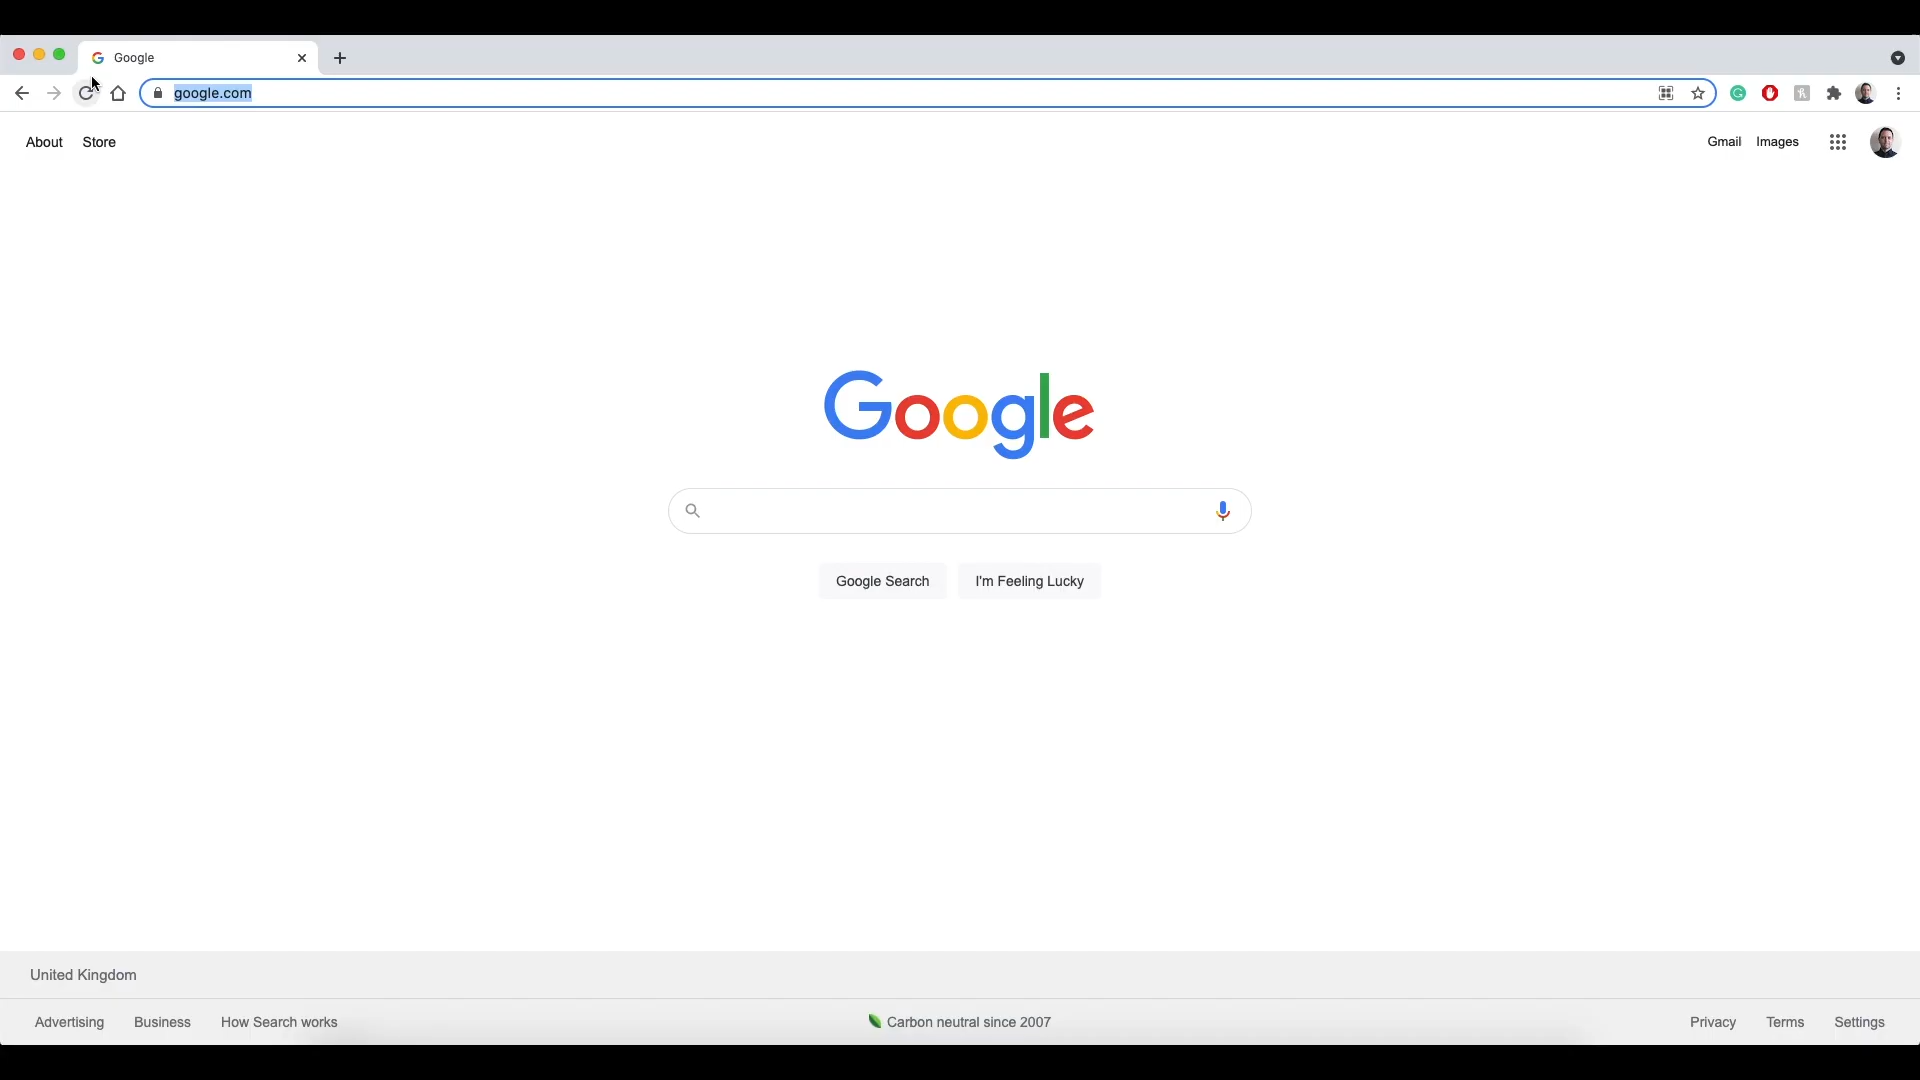 Google
google.com
About Store Gmail Images
Google
Google Search I'm Feeling Lucky
United Kingdom
Advertising Business How Search works Carbon neutral since 2007 Privacy Terms Settings